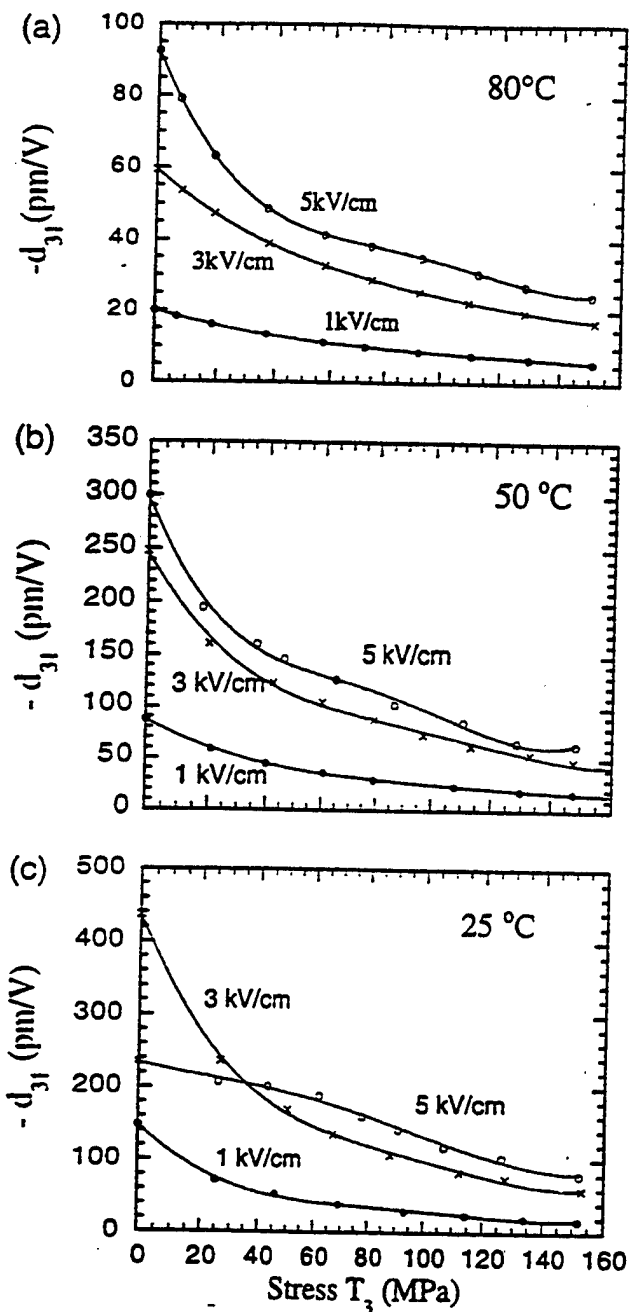 (a)
100
80
60
40
20
0
-d31(pm/V)
80°C
5kV/cm
3kV/cm
1kV/cm
(b)
350
300
250
200
150
100
50
0
- d31 (pm/V)
50 °C
5 kV/cm
3 kV/cm
1 kV/cm
(c)
500
400
300
200
100
0
- d31 (pm/V)
25 °C
3 kV/cm
5 kV/cm
1 kV/cm
0 20 40 60 80 100 120 140 160
Stress T3 (MPa)